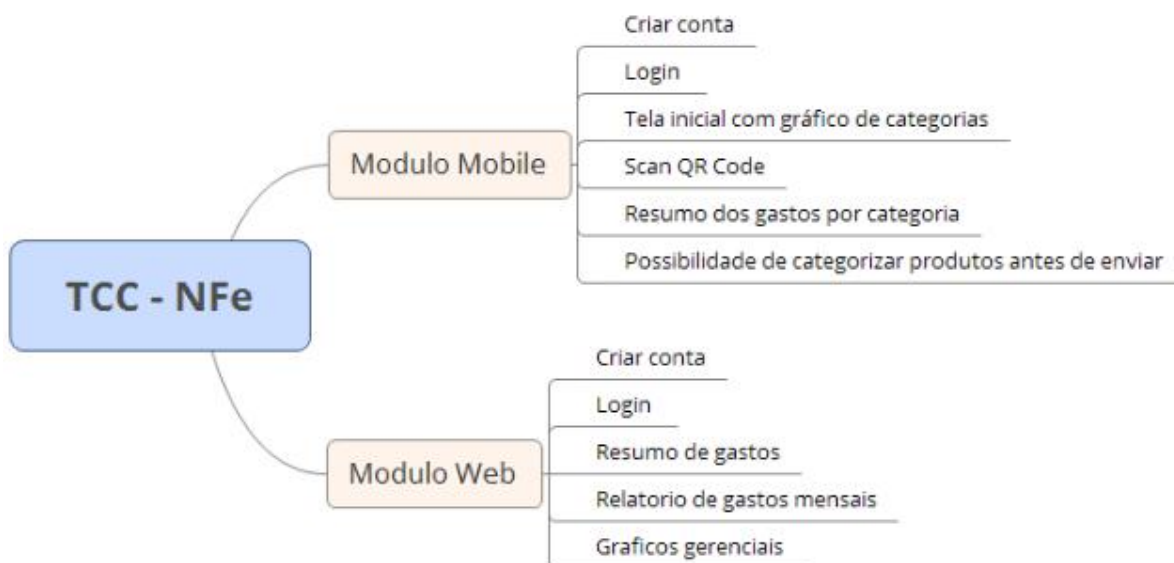 TCC - NFe
Modulo Mobile
Criar conta
Login
Tela inicial com gráfico de categorias
Scan QR Code
Resumo dos gastos por categoria
Possibilidade de categorizar produtos antes de enviar
Modulo Web
Criar conta
Login
Resumo de gastos
Relatorio de gastos mensais
Graficos gerenciais